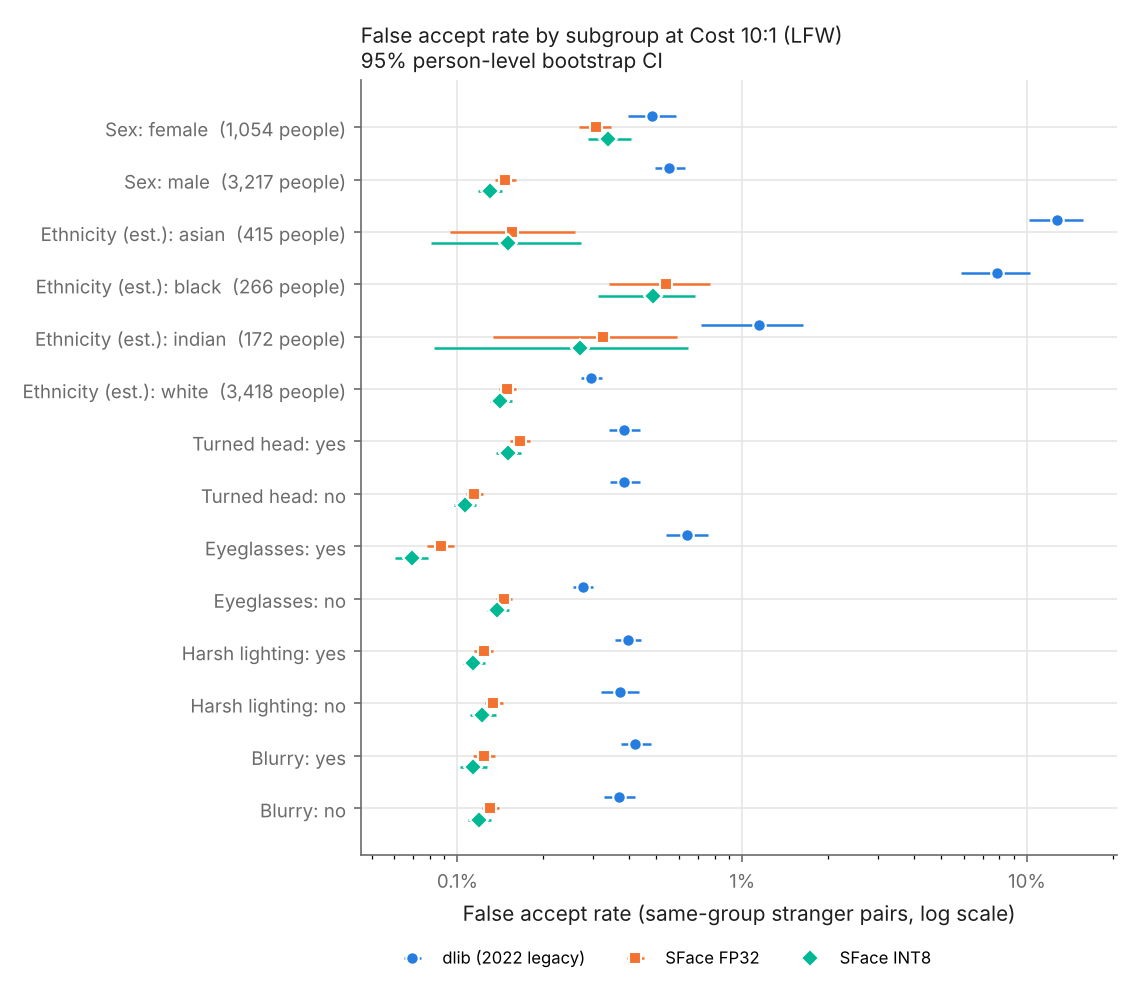 False accept rate by subgroup at Cost 10:1 (LFW)
95% person-level bootstrap CI
Sex: female (1,054 people)
Sex: male (3,217 people)
Ethnicity (est.): asian (415 people)
Ethnicity (est.): black (266 people)
Ethnicity (est.): indian (172 people)
Ethnicity (est.): white (3,418 people)
Turned head: yes
Turned head: no
Eyeglasses: yes
Eyeglasses: no
Harsh lighting: yes
Harsh lighting: no
Blurry: yes
Blurry: no
0.1% 1% 10%
False accept rate (same-group stranger pairs, log scale)
dlib (2022 legacy) SFace FP32 SFace INT8